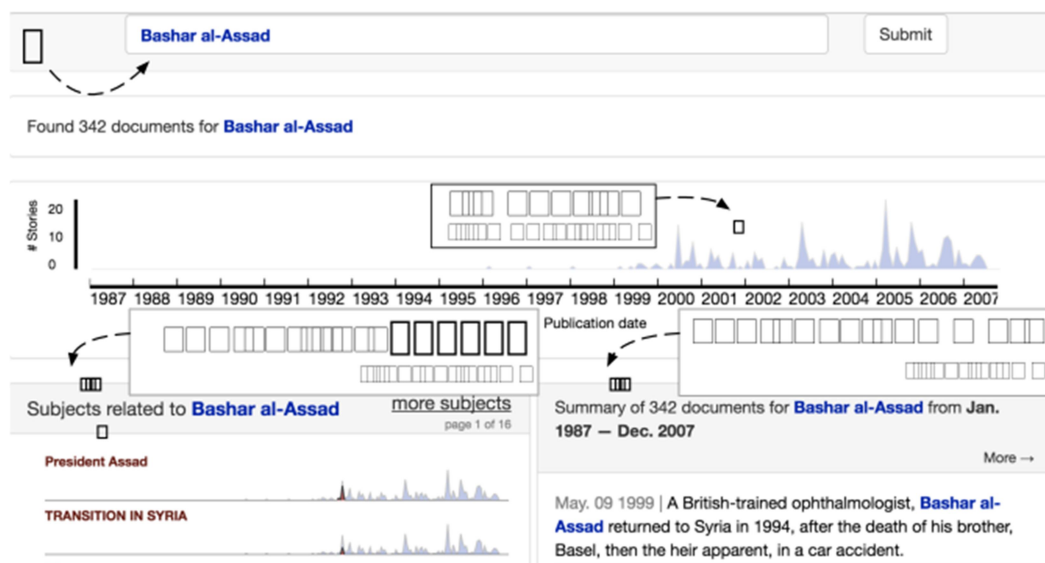 Bashar al-Assad
Submit
Found 342 documents for Bashar al-Assad
# Stories
20
10
0
1987 1988 1989 1990 1991 1992 1993 1994 1995 1996 1997 1998 1999 2000 2001 2002 2003 2004 2005 2006 2007
Publication date
Subjects related to Bashar al-Assad
more subjects
page 1 of 16
President Assad
TRANSITION IN SYRIA
Summary of 342 documents for Bashar al-Assad from Jan.
1987 — Dec. 2007
More →
May. 09 1999 | A British-trained ophthalmologist, Bashar al-
Assad returned to Syria in 1994, after the death of his brother,
Basel, then the heir apparent, in a car accident.